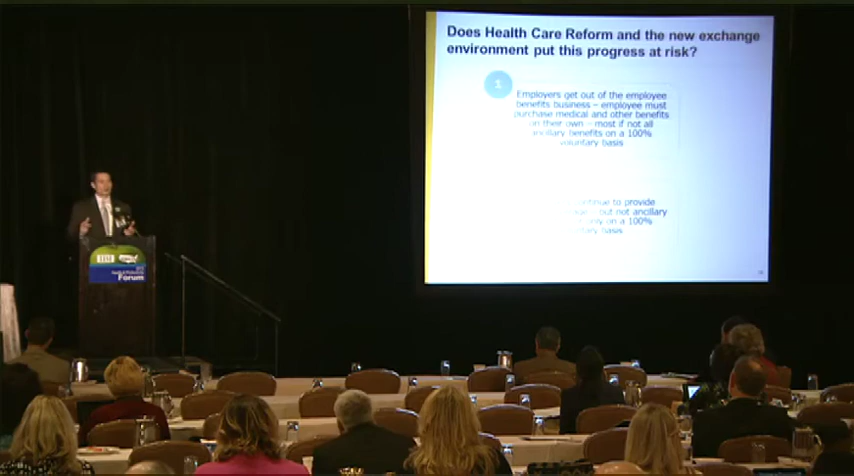 Does Health Care Reform and the new exchange
environment put this progress at risk?
1
Employers get out of the employee
benefits business – employee must
purchase medical and other benefits
on their own – most if not all
ancillary benefits on a 100%
voluntary basis
continue to provide
but not ancillary
only on a 100%
basis
Forum